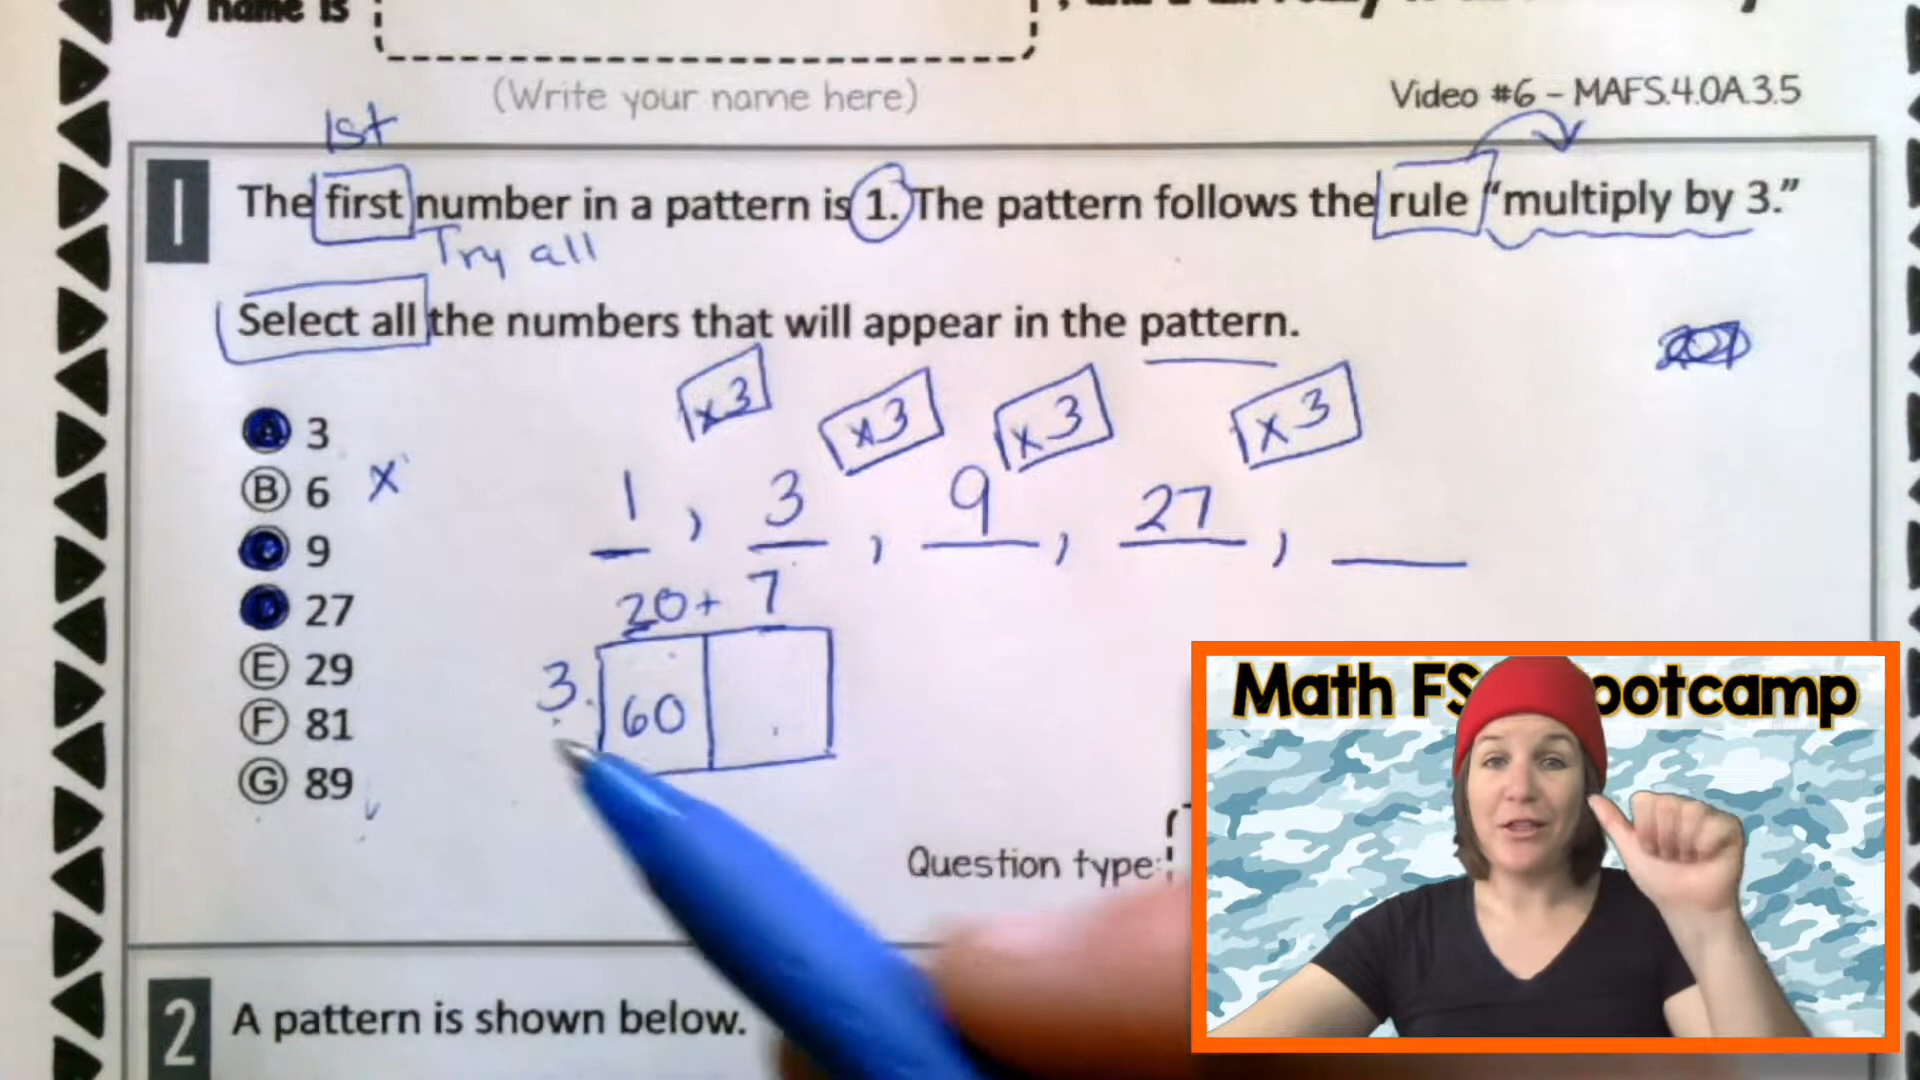 My name is
(Write your name here)
Video #6 - MAFS.4.OA.3.5
1st
1 The first number in a pattern is 1. The pattern follows the rule “multiply by 3.”
Try all
Select all the numbers that will appear in the pattern.
x3 x3 x3 x3
A 3
B 6 x
C 9
D 27
E 29
F 81
G 89
1, 3, 9, 27,
20+ 7
3
60
Math FS ootcamp
Question type:
2 A pattern is shown below.